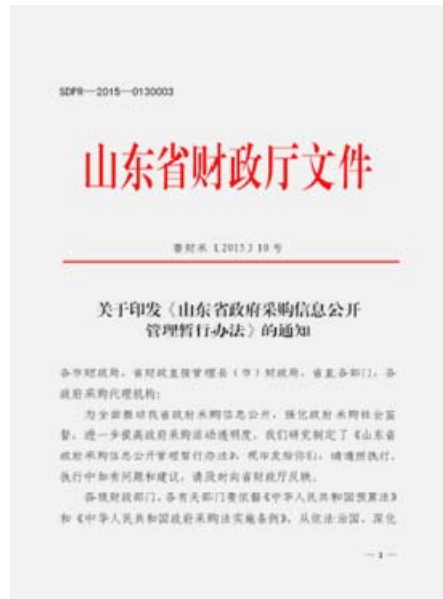 SDPR—2015—0130003
山东省财政厅文件
鲁财采〔2015〕10号
关于印发《山东省政府采购信息公开
管理暂行办法》的通知
各市财政局，省财政直接管理县（市）财政局，省直各部门，各
政府采购代理机构：
为全面推动我省政府采购信息公开，强化政府采购社会监
督，进一步提高政府采购活动透明度，我们研究制定了《山东省
政府采购信息公开管理暂行办法》，现印发给你们，请遵照执行。
执行中如有问题和建议，请及时向省财政厅反映。
各级财政部门、各有关部门要依据《中华人民共和国预算法》
和《中华人民共和国政府采购法实施条例》，从依法治国、深化
— 1 —